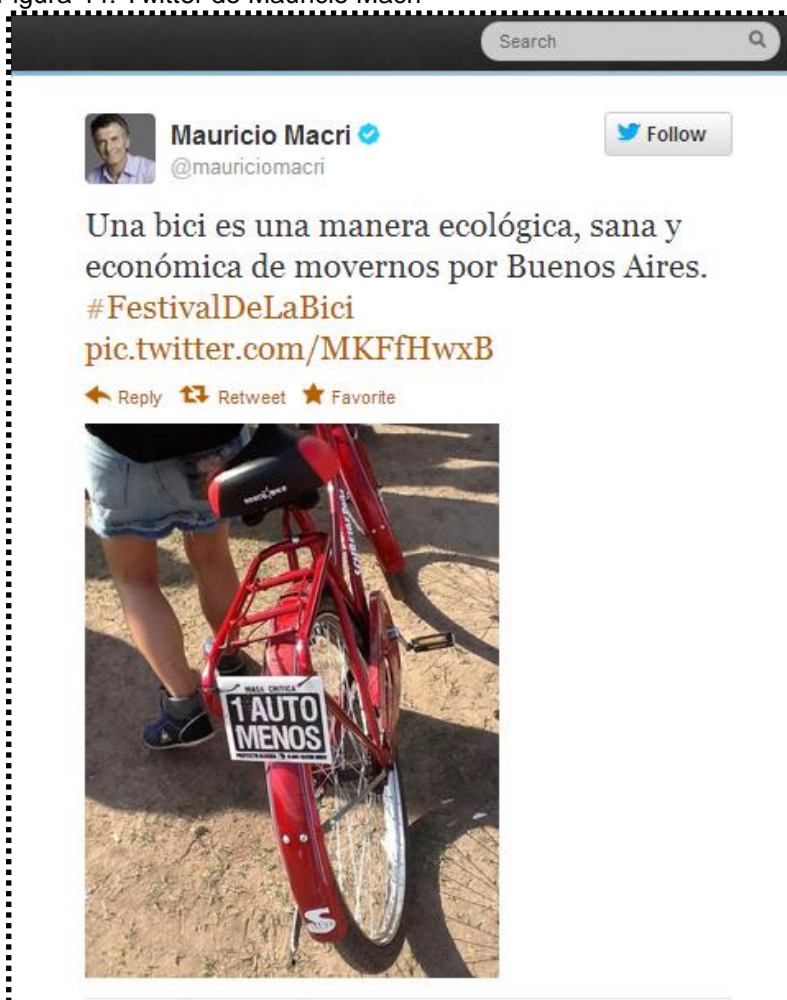 Figura 14: Twitter de Mauricio Macri
Search
Mauricio Macri
@mauriciomacri
Follow
Una bici es una manera ecológica, sana y
económica de movernos por Buenos Aires.
#FestivalDeLaBici
pic.twitter.com/MKFfHwxB
Reply Retweet Favorite
MASA CRITICA
1 AUTO
MENOS